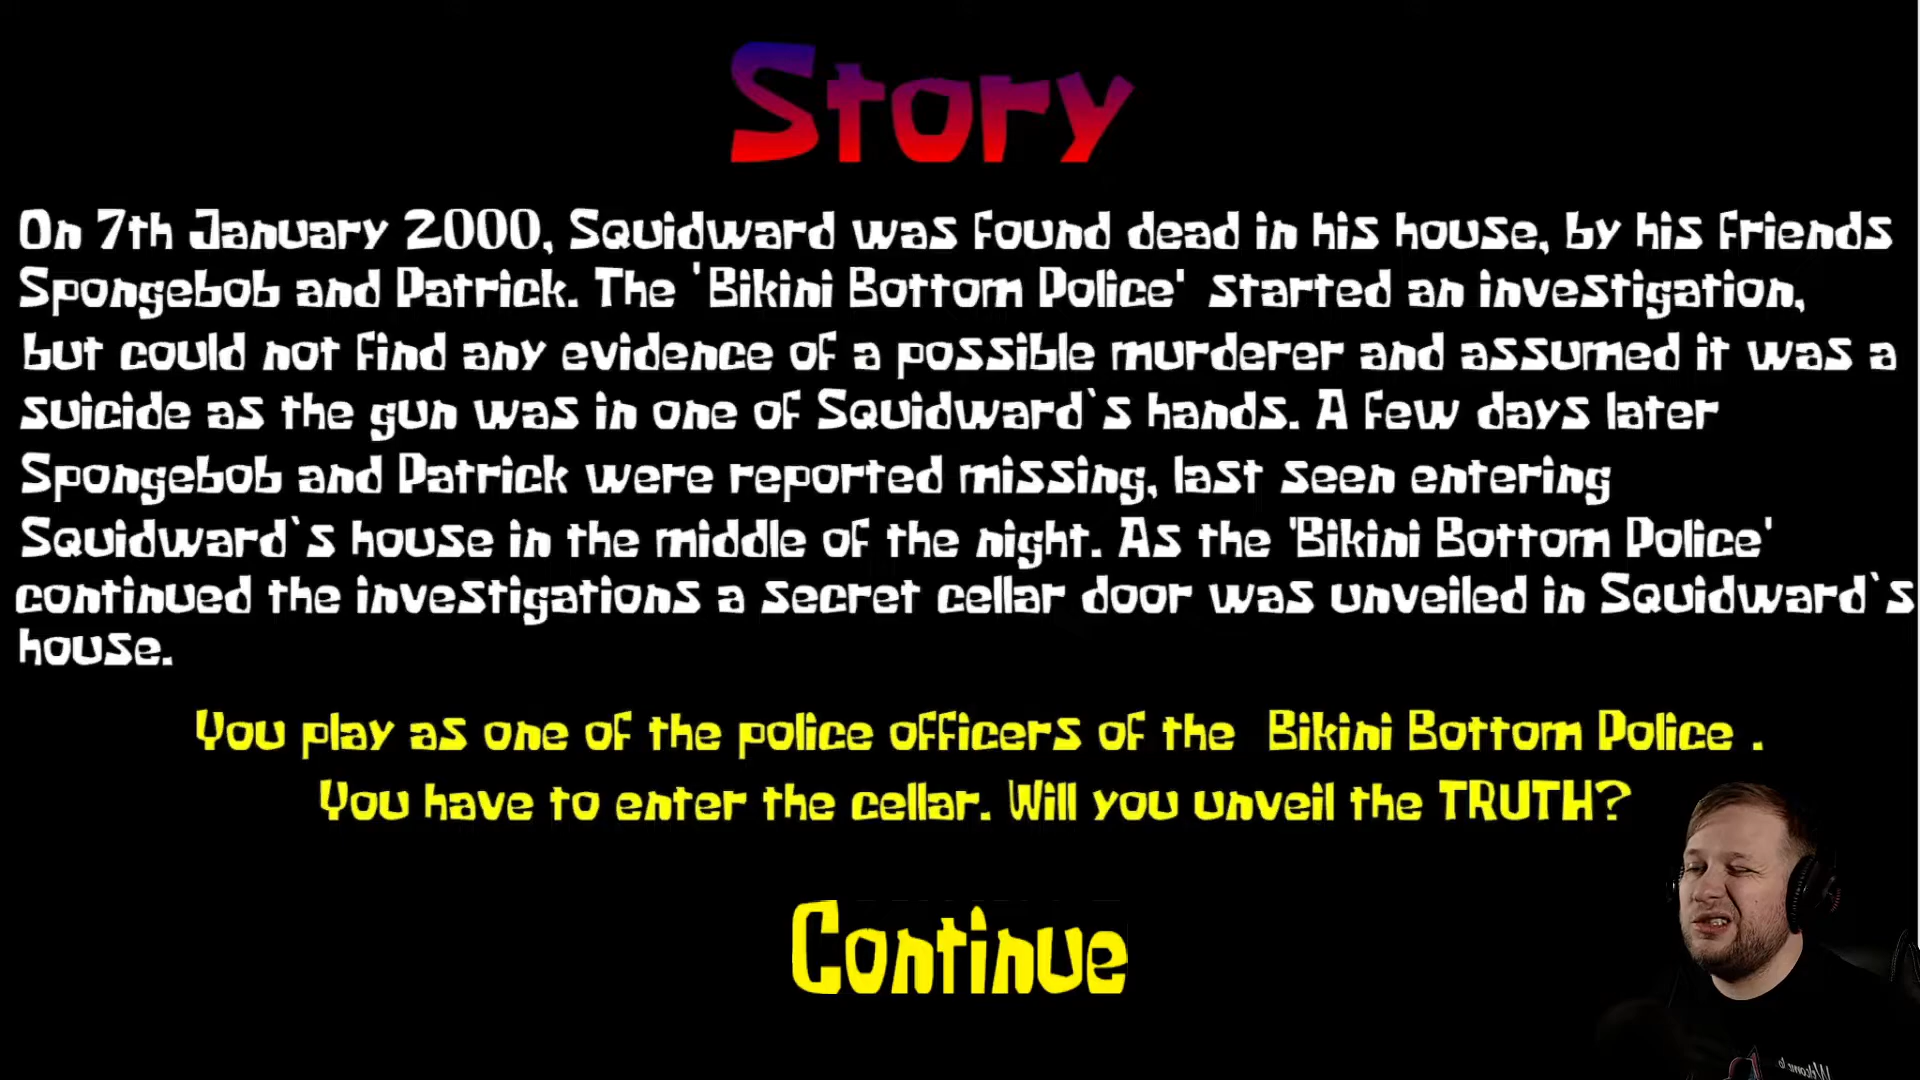 Story
On 7th January 2000, Squidward was found dead in his house, by his friends
Spongebob and Patrick. The 'Bikini Bottom Police' started an investigation,
but could not find any evidence of a possible murderer and assumed it was a
suicide as the gun was in one of Squidward`s hands. A few days later
Spongebob and Patrick were reported missing, last seen entering
Squidward`s house in the middle of the night. As the 'Bikini Bottom Police'
continued the investigations a secret cellar door was unveiled in Squidward`s
house.
You play as one of the police officers of the Bikini Bottom Police .
You have to enter the cellar. Will you unveil the TRUTH?
Continue
Welcome to